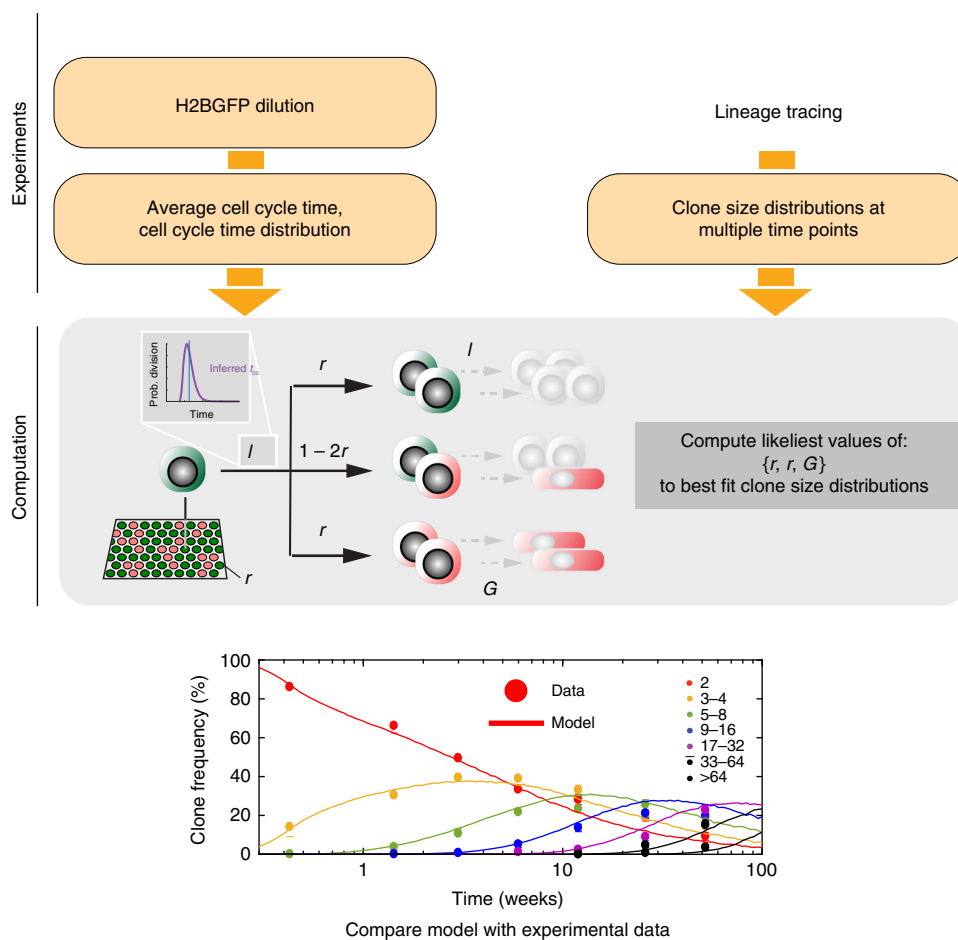 Experiments
H2BGFP dilution
Lineage tracing
Average cell cycle time,
cell cycle time distribution
Clone size distributions at
multiple time points
Computation
Prob. division
Inferred tcc
Time
l
r
1 – 2r
r
l
G
r
Compute likeliest values of:
{r, r, G}
to best fit clone size distributions
Clone frequency (%)
100
80
60
40
20
0
Data
Model
2
3–4
5–8
9–16
17–32
33–64
>64
1
10
100
Time (weeks)
Compare model with experimental data